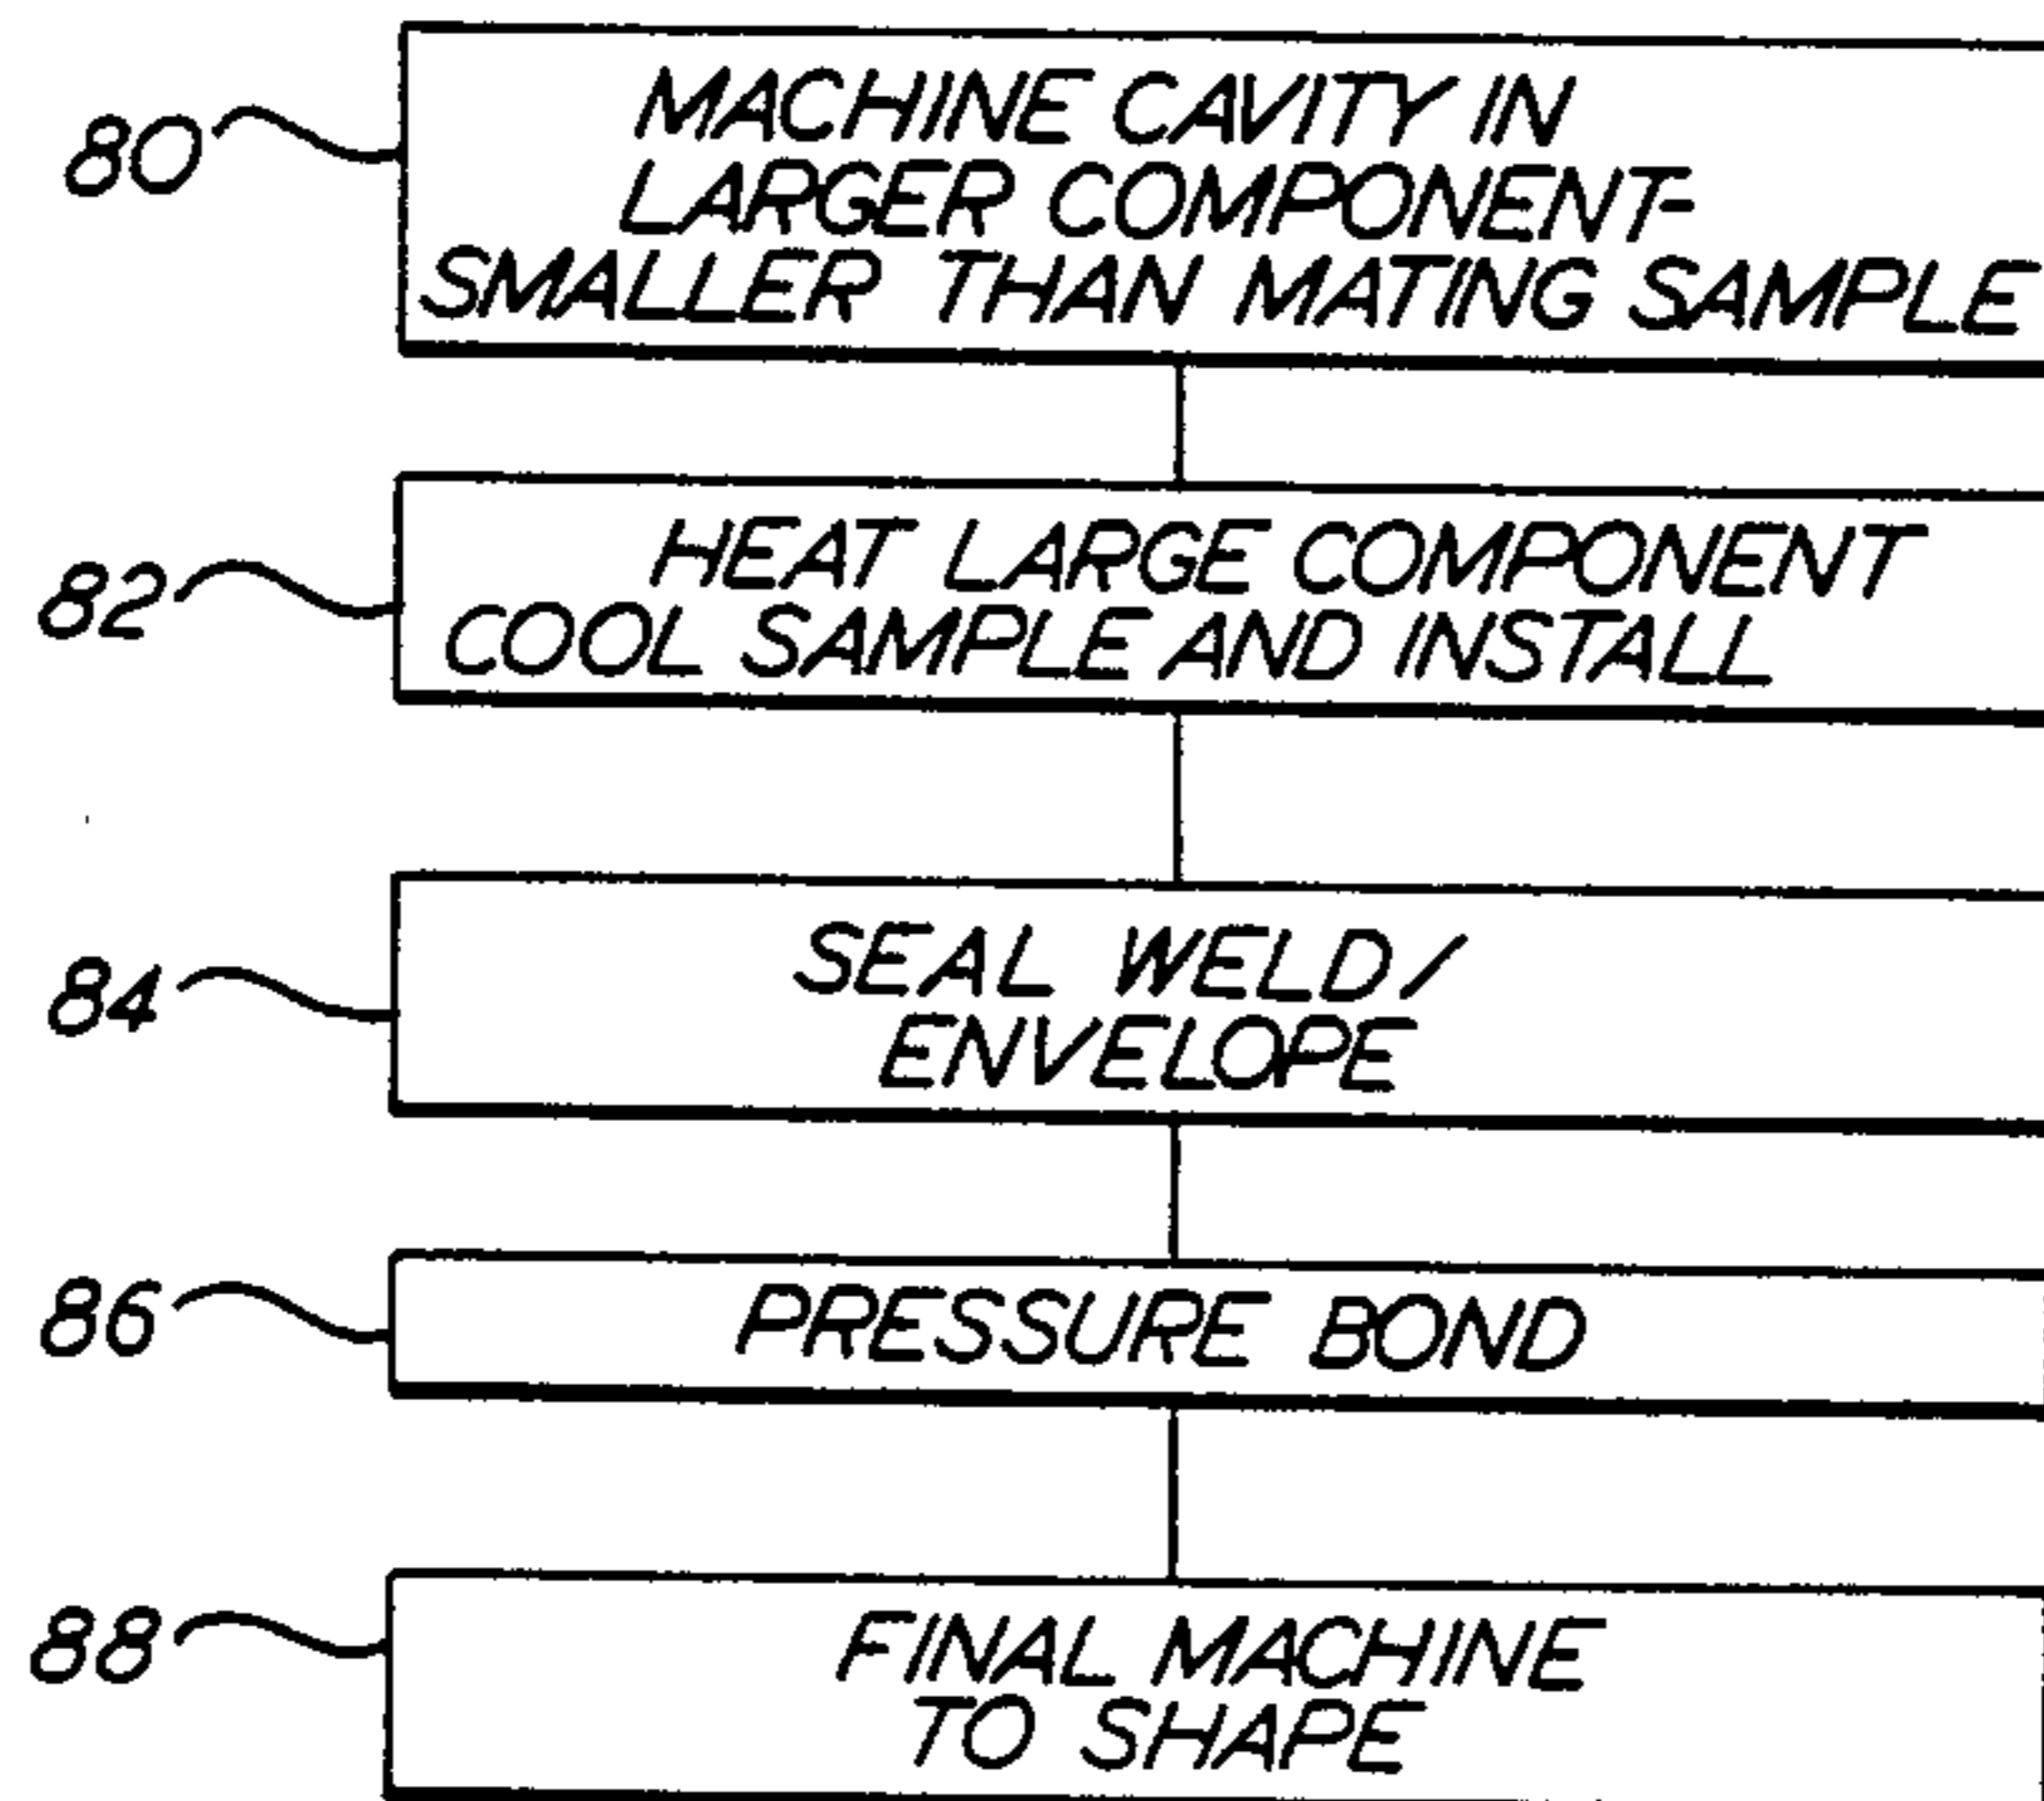 80
MACHINE CAVITY IN
LARGER COMPONENT-
SMALLER THAN MATING SAMPLE
82
HEAT LARGE COMPONENT
COOL SAMPLE AND INSTALL
84
SEAL WELD/
ENVELOPE
86
PRESSURE BOND
88
FINAL MACHINE
TO SHAPE